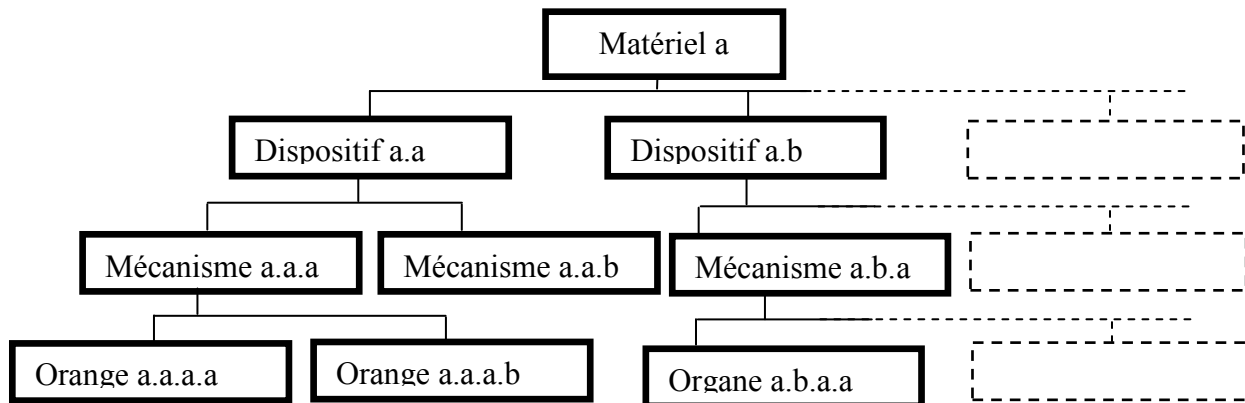 Matériel a
Dispositif a.a
Dispositif a.b
Mécanisme a.a.a
Mécanisme a.a.b
Mécanisme a.b.a
Orange a.a.a.a
Orange a.a.a.b
Organe a.b.a.a